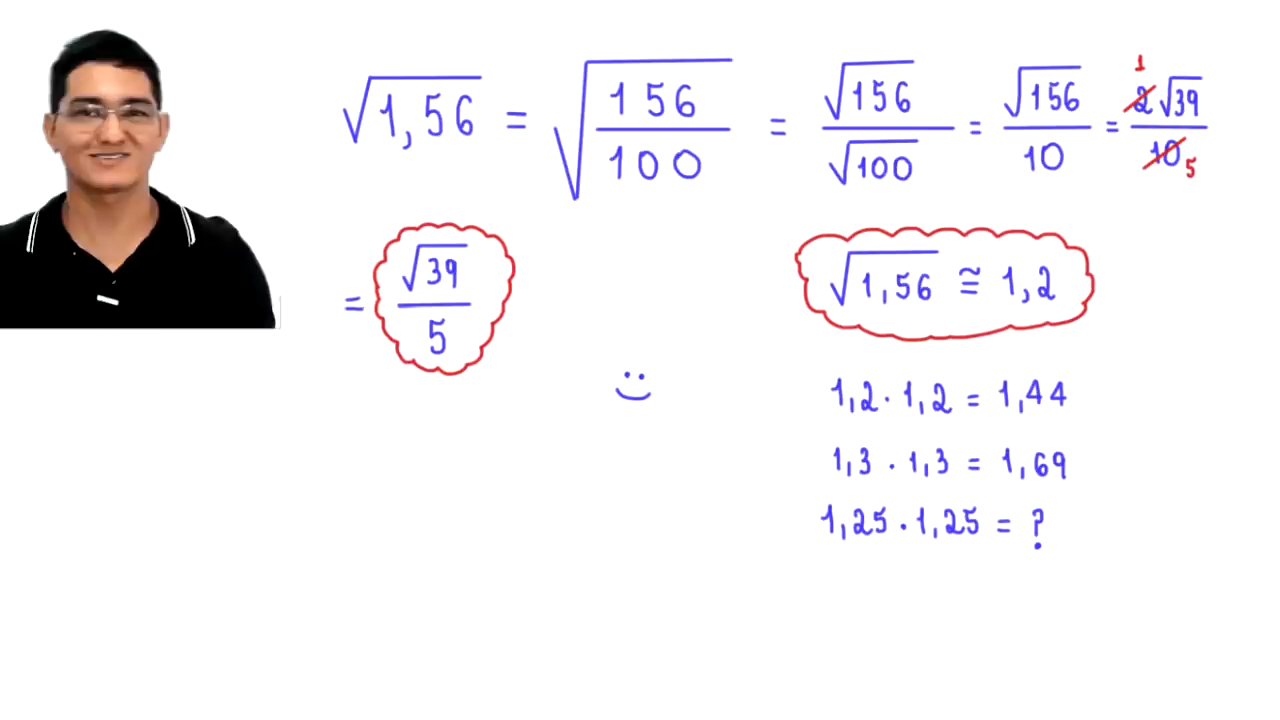 √1,56 = √(156/100) = √156/√100 = √156/10 = 2√39/10 1 5
= √39/5
√1,56 ≅ 1,2
1,2 · 1,2 = 1,44
1,3 · 1,3 = 1,69
1,25 · 1,25 = ?